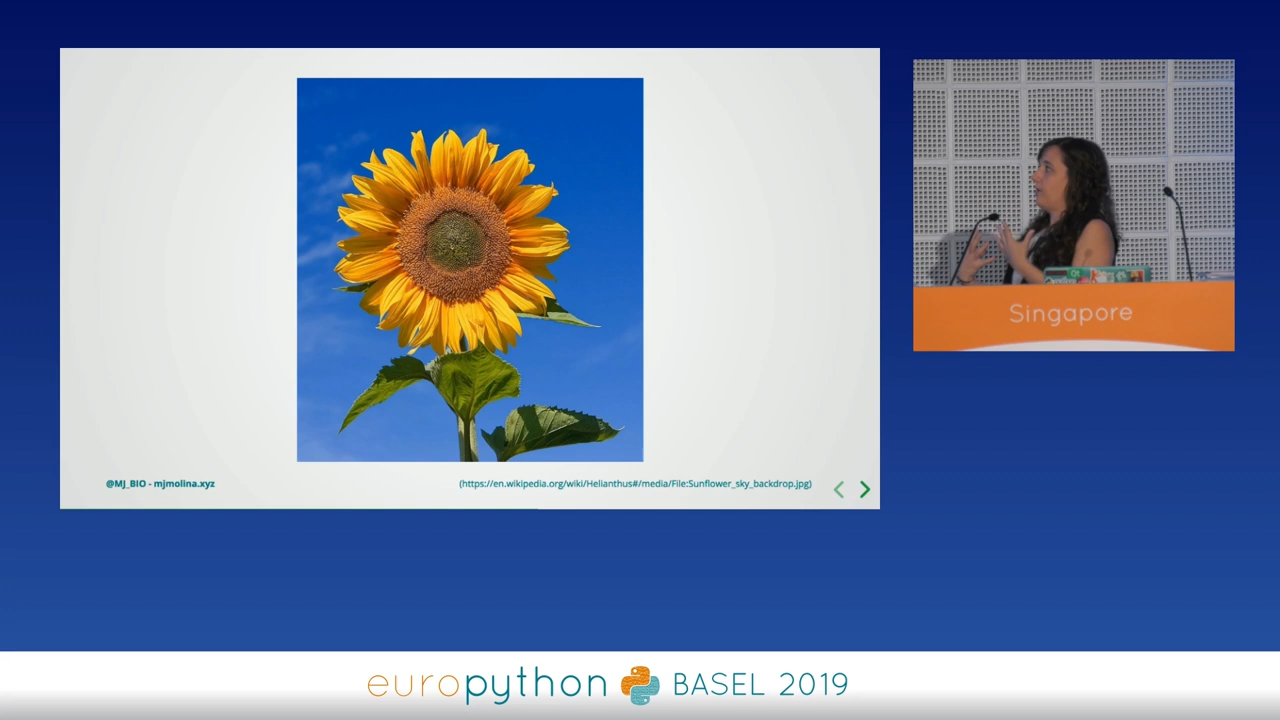 Singapore
@MJ_BIO - mjmolina.xyz
(https://en.wikipedia.org/wiki/Helianthus#/media/File:Sunflower_sky_backdrop.jpg)
europython BASEL 2019